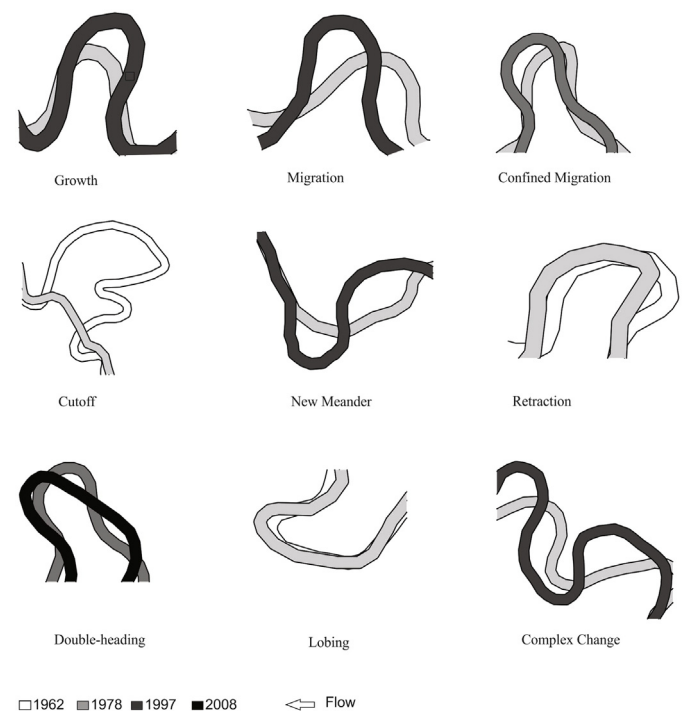 Growth
Migration
Confined Migration
Cutoff
New Meander
Retraction
Double-heading
Lobing
Complex Change
1962 1978 1997 2008 Flow